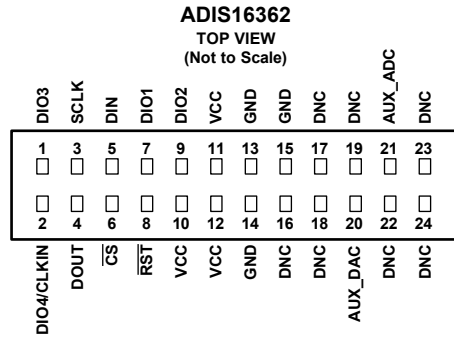 ADIS16362
TOP VIEW
(Not to Scale)
DIO3 SCLK DIN DIO1 DIO2 VCC GND GND DNC DNC AUX_ADC DNC
1 3 5 7 9 11 13 15 17 19 21 23
2 4 6 8 10 12 14 16 18 20 22 24
DIO4/CLKIN DOUT C̅S̅ R̅S̅T̅ VCC VCC GND DNC DNC AUX_DAC DNC DNC